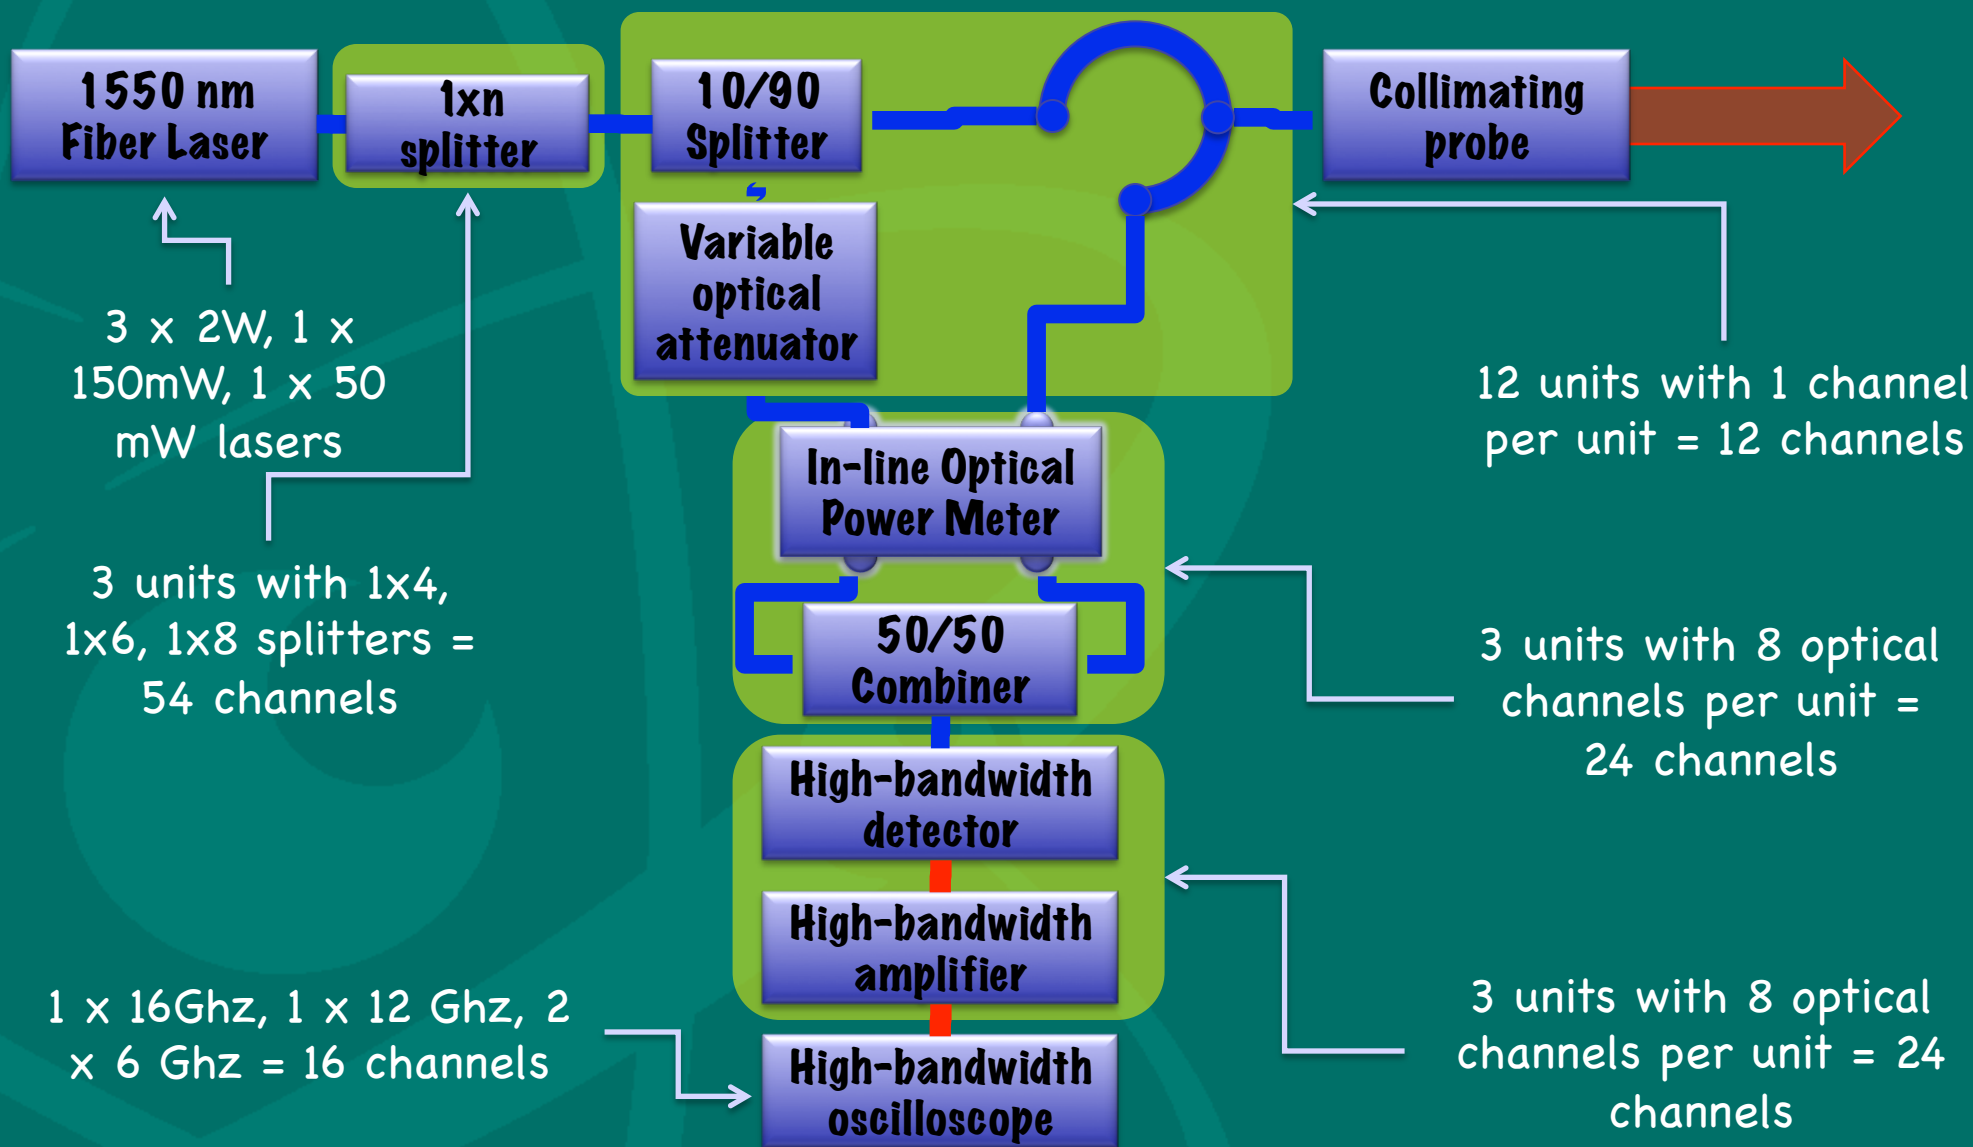 1550 nm
Fiber Laser
1xn
splitter
10/90
Splitter
Collimating
probe
Variable
optical
attenuator
3 x 2W, 1 x
150mW, 1 x 50
mW lasers
12 units with 1 channel
per unit = 12 channels
In-line Optical
Power Meter
3 units with 1x4,
1x6, 1x8 splitters =
54 channels
50/50
Combiner
3 units with 8 optical
channels per unit =
24 channels
High-bandwidth
detector
High-bandwidth
amplifier
1 x 16Ghz, 1 x 12 Ghz, 2
x 6 Ghz = 16 channels
3 units with 8 optical
channels per unit = 24
channels
High-bandwidth
oscilloscope